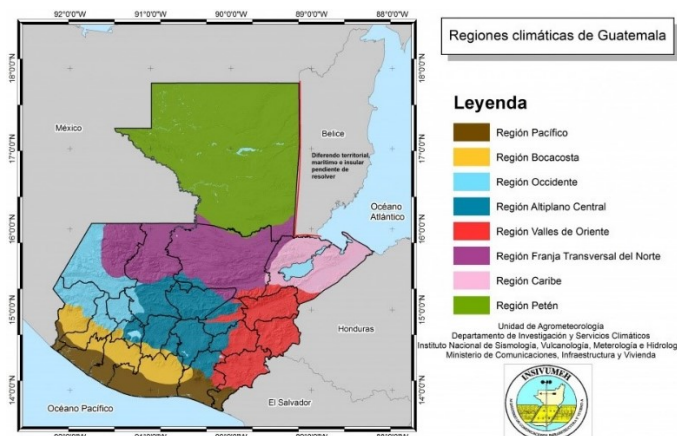 Regiones climáticas de Guatemala
92°0'0"W 91°0'0"W 90°0'0"W 89°0'0"W 88°0'0"W
18°0'0"N
17°0'0"N
16°0'0"N
15°0'0"N
14°0'0"N
México
Belice
Diferendo territorial,
marítimo e insular
pendiente de
resolver
Océano
Atlántico
Honduras
El Salvador
Océano Pacífico
Leyenda
Región Pacífico
Región Bocacosta
Región Occidente
Región Altiplano Central
Región Valles de Oriente
Región Franja Transversal del Norte
Región Caribe
Región Petén
Unidad de Agrometeorología
Departamento de Investigación y Servicios Climáticos
Instituto Nacional de Sismología, Vulcanología, Meterología e Hidrolog
Ministerio de Comunicaciones, Infraestructura y Vivienda
INSIVUMEH